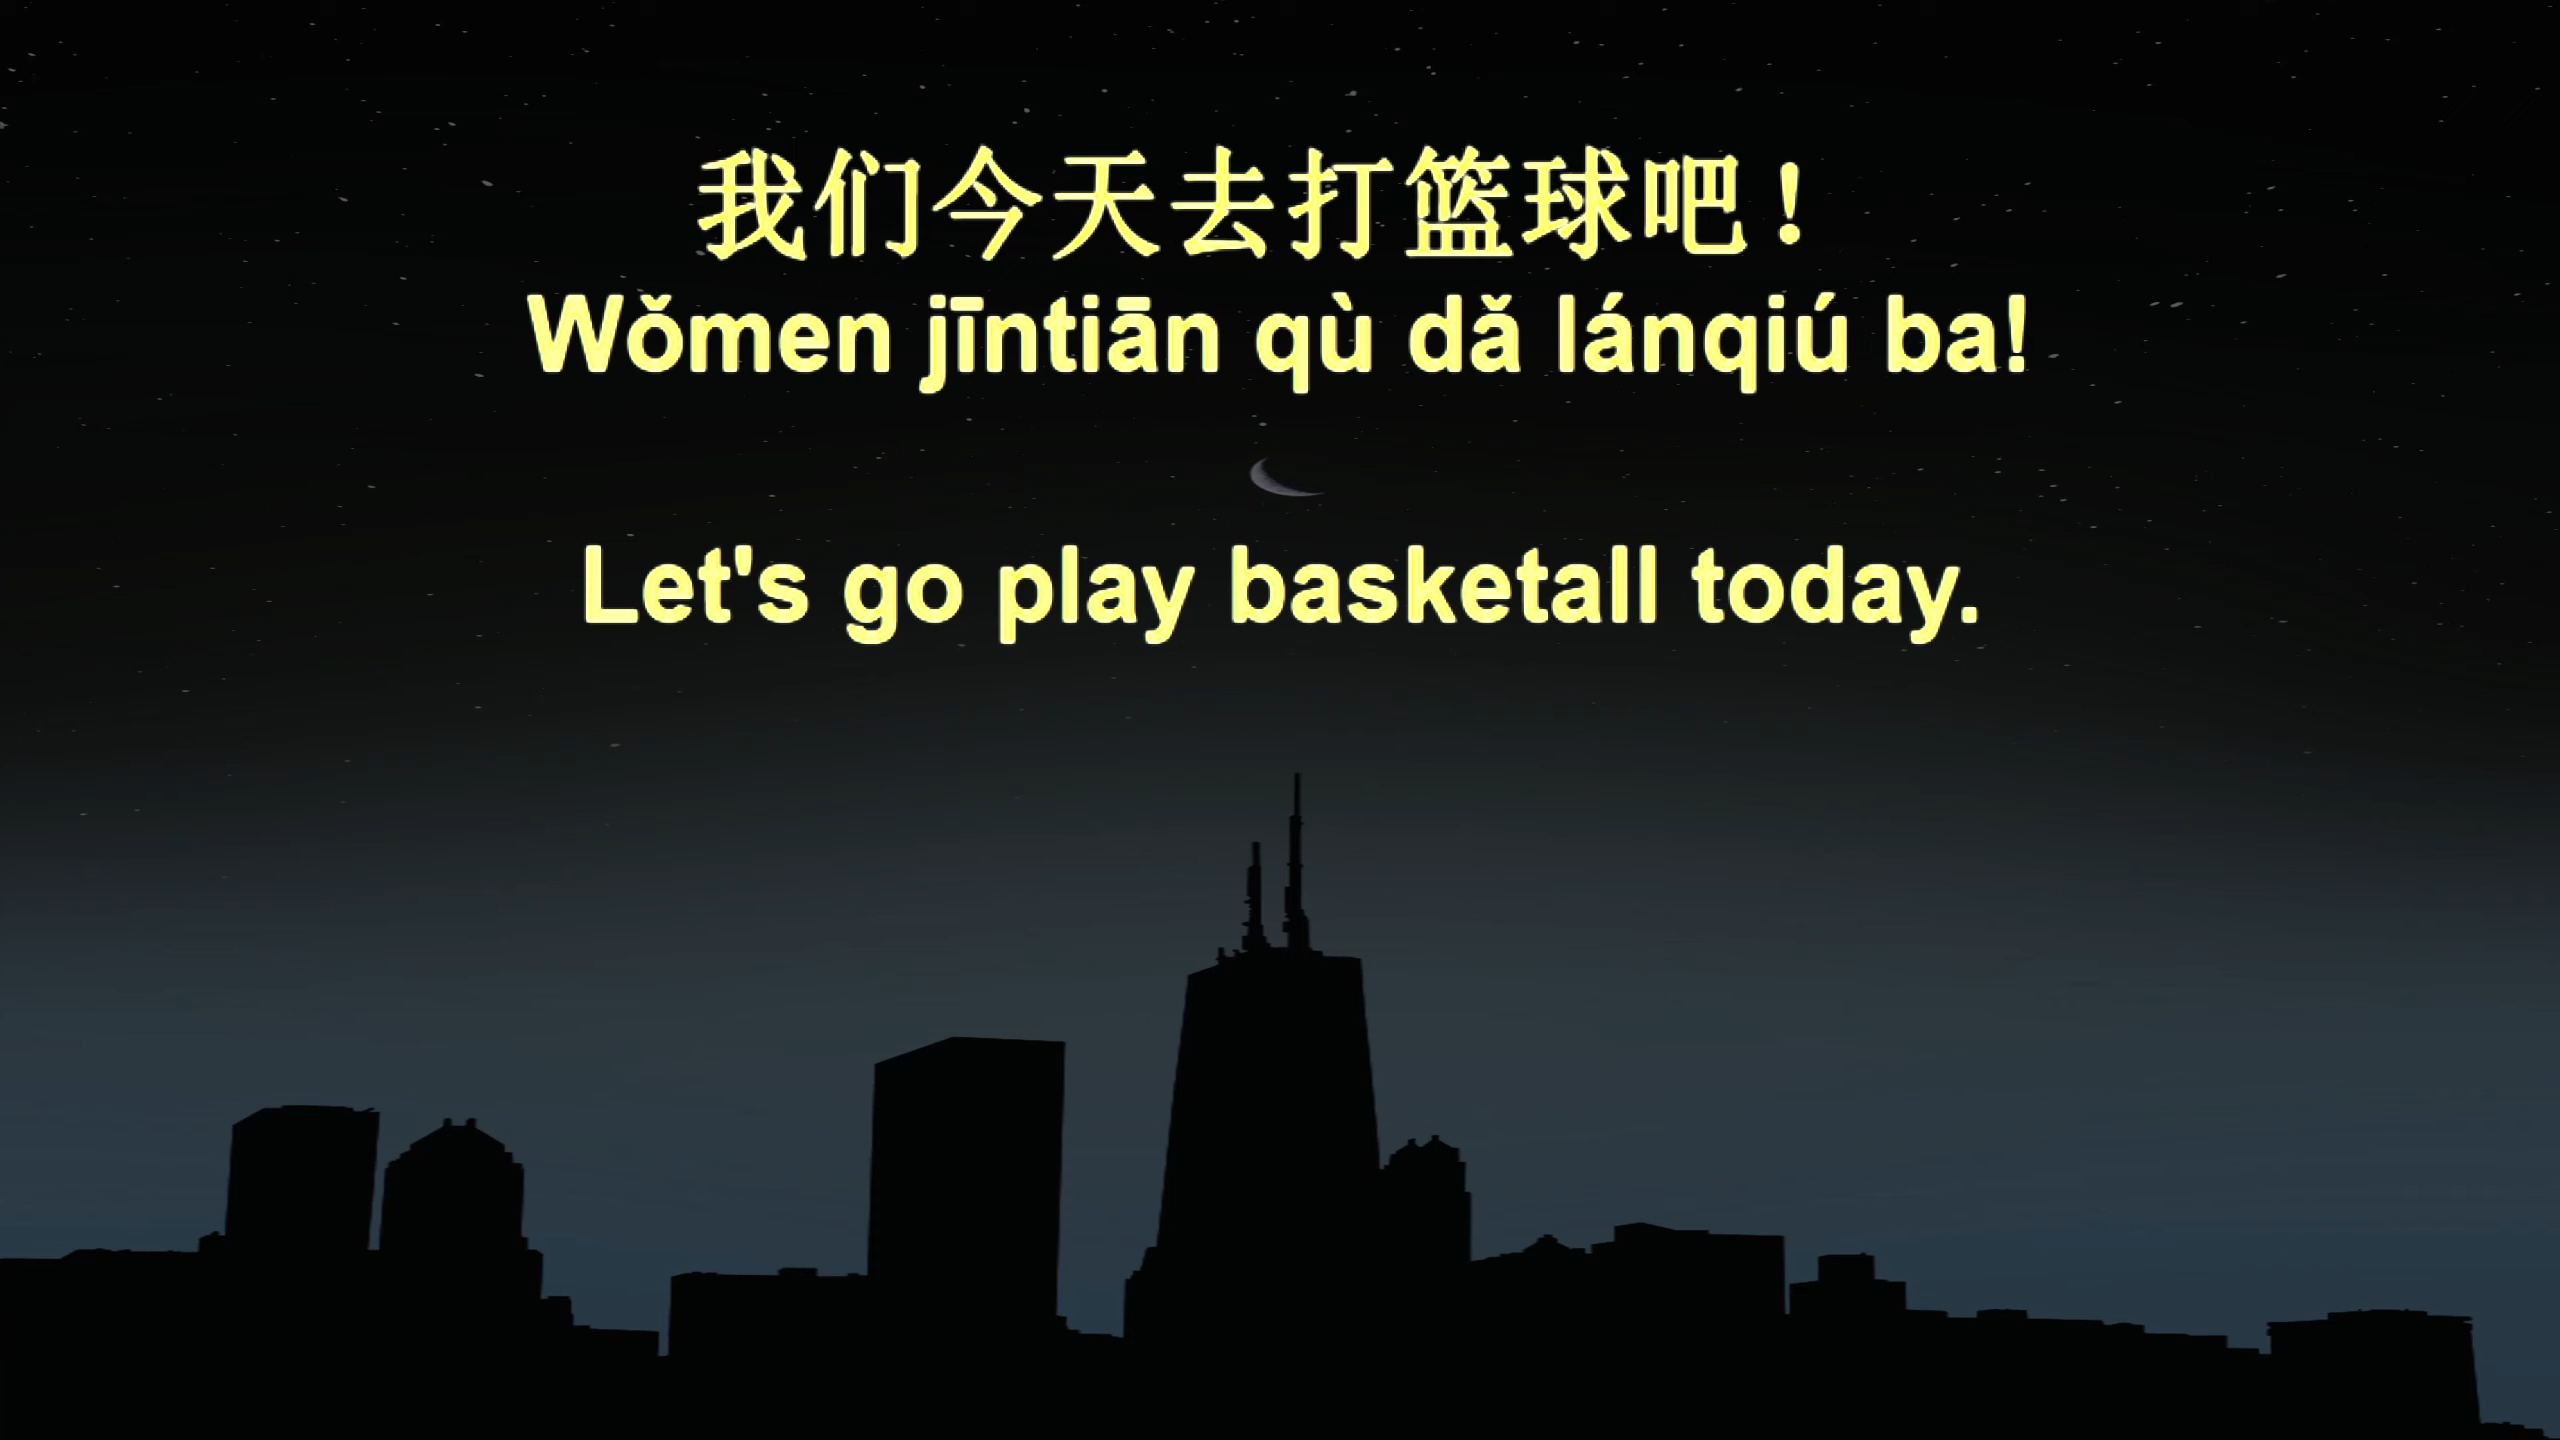 我们今天去打篮球吧！
Wǒmen jīntiān qù dǎ lánqiú ba!
Let's go play basketall today.